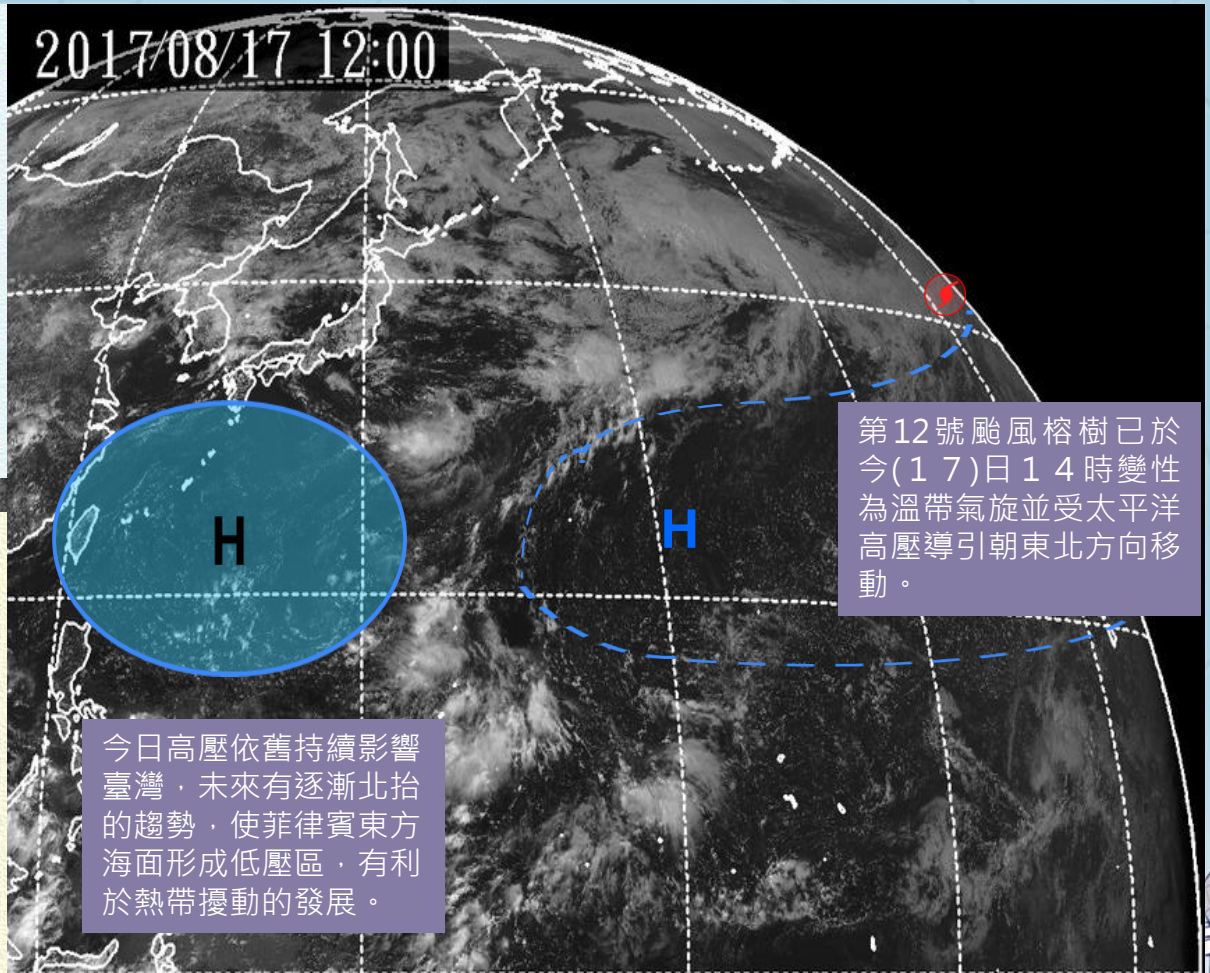 2017/08/17 12:00
第12號颱風榕樹已於
今(１７)日１４時變性
為溫帶氣旋並受太平洋
高壓導引朝東北方向移
動。
H
H
今日高壓依舊持續影響
臺灣，未來有逐漸北抬
的趨勢，使菲律賓東方
海面形成低壓區，有利
於熱帶擾動的發展。